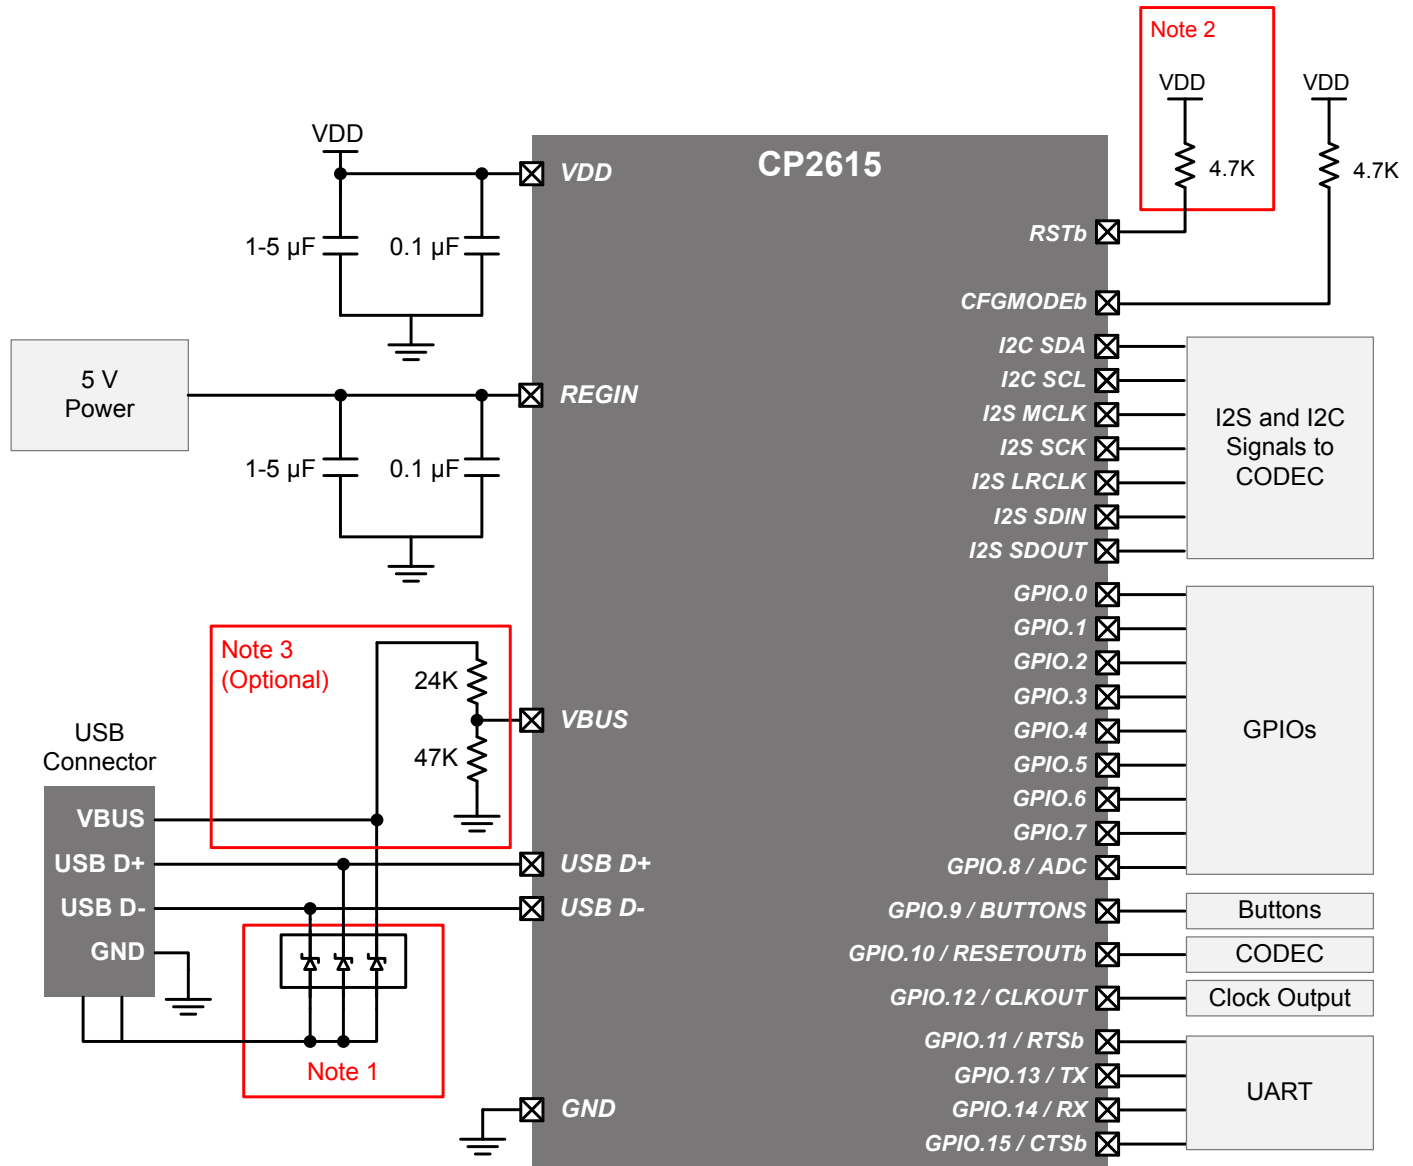 Note 2
VDD
VDD
4.7K
4.7K
VDD
1-5 µF
0.1 µF
CP2615
VDD
RSTb
CFGMODEb
5 V
Power
REGIN
1-5 µF
0.1 µF
I2C SDA
I2C SCL
I2S MCLK
I2S SCK
I2S LRCLK
I2S SDIN
I2S SDOUT
I2S and I2C
Signals to
CODEC
Note 3
(Optional)
24K
47K
VBUS
GPIO.0
GPIO.1
GPIO.2
GPIO.3
GPIO.4
GPIO.5
GPIO.6
GPIO.7
GPIO.8 / ADC
GPIOs
USB
Connector
VBUS
USB D+
USB D-
GND
USB D+
USB D-
GPIO.9 / BUTTONS
Buttons
GPIO.10 / RESETOUTb
CODEC
GPIO.12 / CLKOUT
Clock Output
Note 1
GND
GPIO.11 / RTSb
GPIO.13 / TX
GPIO.14 / RX
GPIO.15 / CTSb
UART